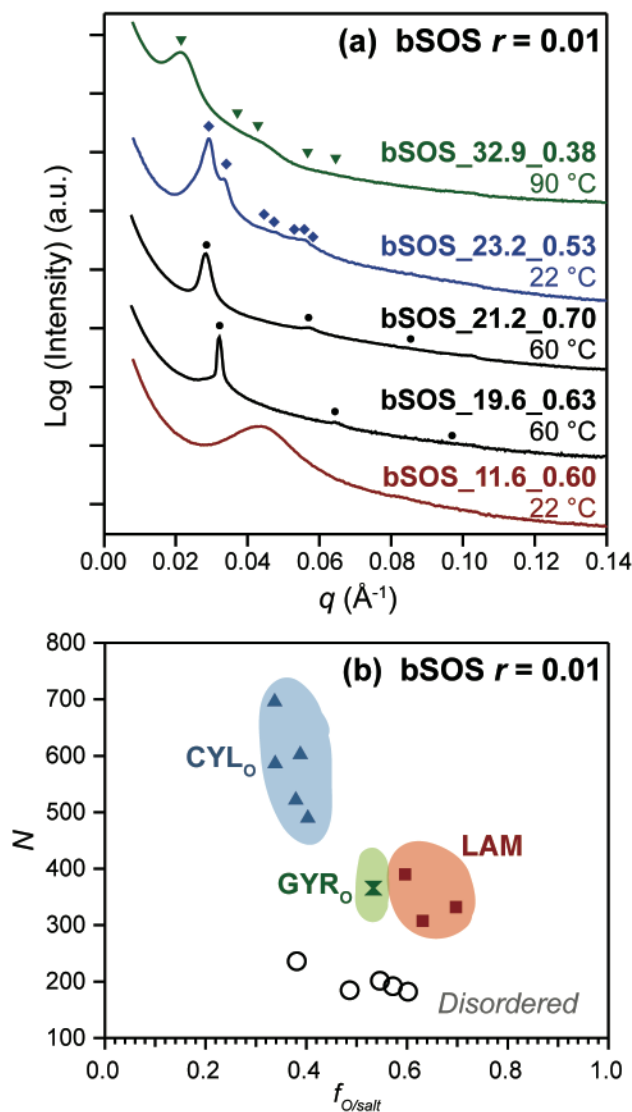 (a) bSOS r = 0.01
bSOS_32.9_0.38
90 °C
bSOS_23.2_0.53
22 °C
bSOS_21.2_0.70
60 °C
bSOS_19.6_0.63
60 °C
bSOS_11.6_0.60
22 °C
Log (Intensity) (a.u.)
0.00 0.02 0.04 0.06 0.08 0.10 0.12 0.14
q (Å-1)
(b) bSOS r = 0.01
800
700
600
500
400
300
200
100
N
CYLO
GYRO
LAM
Disordered
0.0 0.2 0.4 0.6 0.8 1.0
fO/salt